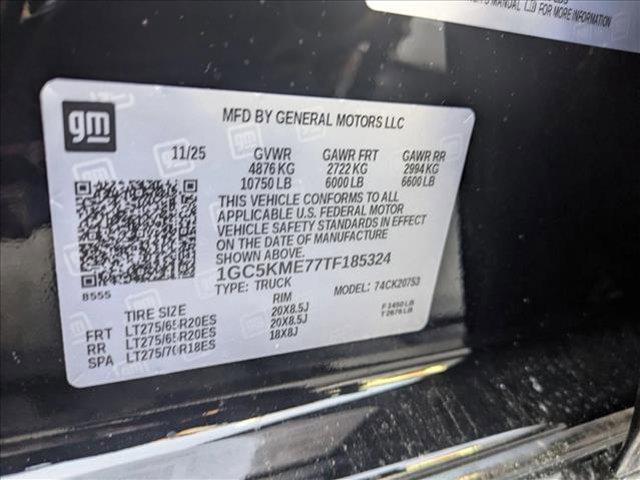 'S MANUAL FOR MORE INFORMATION
gm
MFD BY GENERAL MOTORS LLC
11/25 GVWR GAWR FRT GAWR RR
4876 KG 2722 KG 2994 KG
10750 LB 6000 LB 6600 LB
THIS VEHICLE CONFORMS TO ALL
APPLICABLE U.S. FEDERAL MOTOR
VEHICLE SAFETY STANDARDS IN EFFECT
ON THE DATE OF MANUFACTURE
SHOWN ABOVE.
1GC5KME77TF185324
TYPE: TRUCK MODEL: 74CK20753
8555
TIRE SIZE RIM
FRT LT275/65R20ES 20X8.5J
RR LT275/65R20ES 20X8.5J
SPA LT275/70R18ES 18X8J
F 1450 LB
T 2676 LB